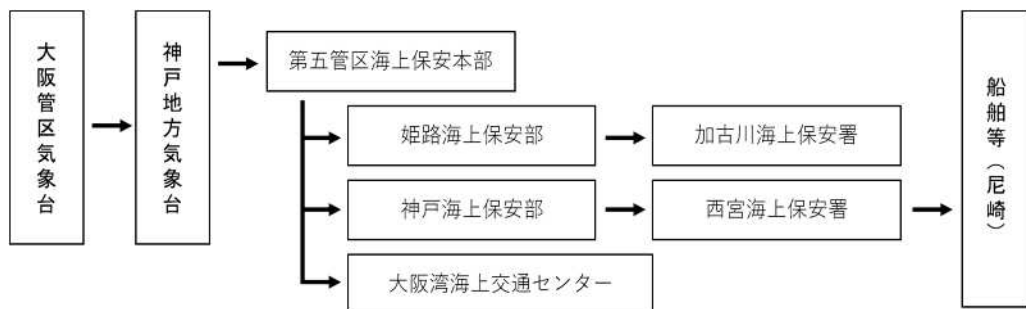 大阪管区気象台
神戸地方気象台
第五管区海上保安本部
姫路海上保安部
加古川海上保安署
神戸海上保安部
西宮海上保安署
大阪湾海上交通センター
船舶等（尼崎）